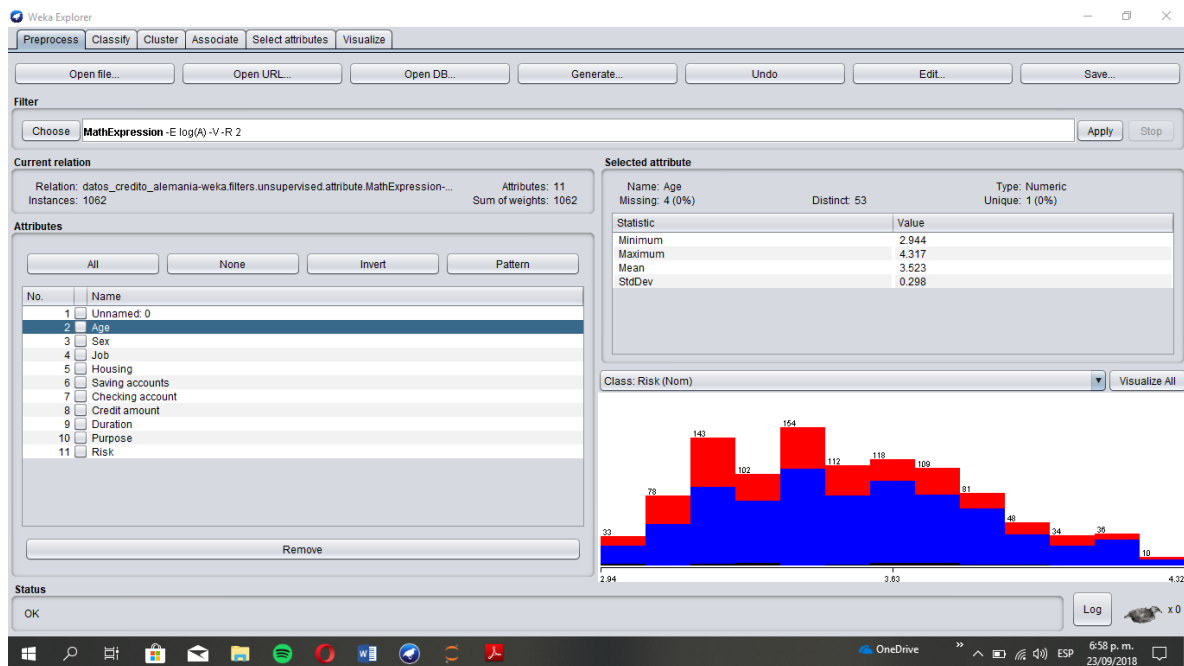 Weka Explorer
Preprocess Classify Cluster Associate Select attributes Visualize
Open file... Open URL... Open DB... Generate... Undo Edit... Save...
Filter
Choose MathExpression -E log(A) -V -R 2 Apply Stop
Current relation
Relation: datos_credito_alemania-weka.filters.unsupervised.attribute.MathExpression-... Attributes: 11
Instances: 1062 Sum of weights: 1062
Attributes
All None Invert Pattern
No. Name
1 Unnamed: 0
2 Age
3 Sex
4 Job
5 Housing
6 Saving accounts
7 Checking account
8 Credit amount
9 Duration
10 Purpose
11 Risk
Remove
Selected attribute
Name: Age Type: Numeric
Missing: 4 (0%) Distinct: 53 Unique: 1 (0%)
Statistic Value
Minimum 2.944
Maximum 4.317
Mean 3.523
StdDev 0.298
Class: Risk (Nom) Visualize All
33 78 143 102 154 112 118 109 81 48 34 36 10
2.94 3.63 4.32
Status
OK
Log x 0
OneDrive » ESP 6:58 p. m.
23/09/2018